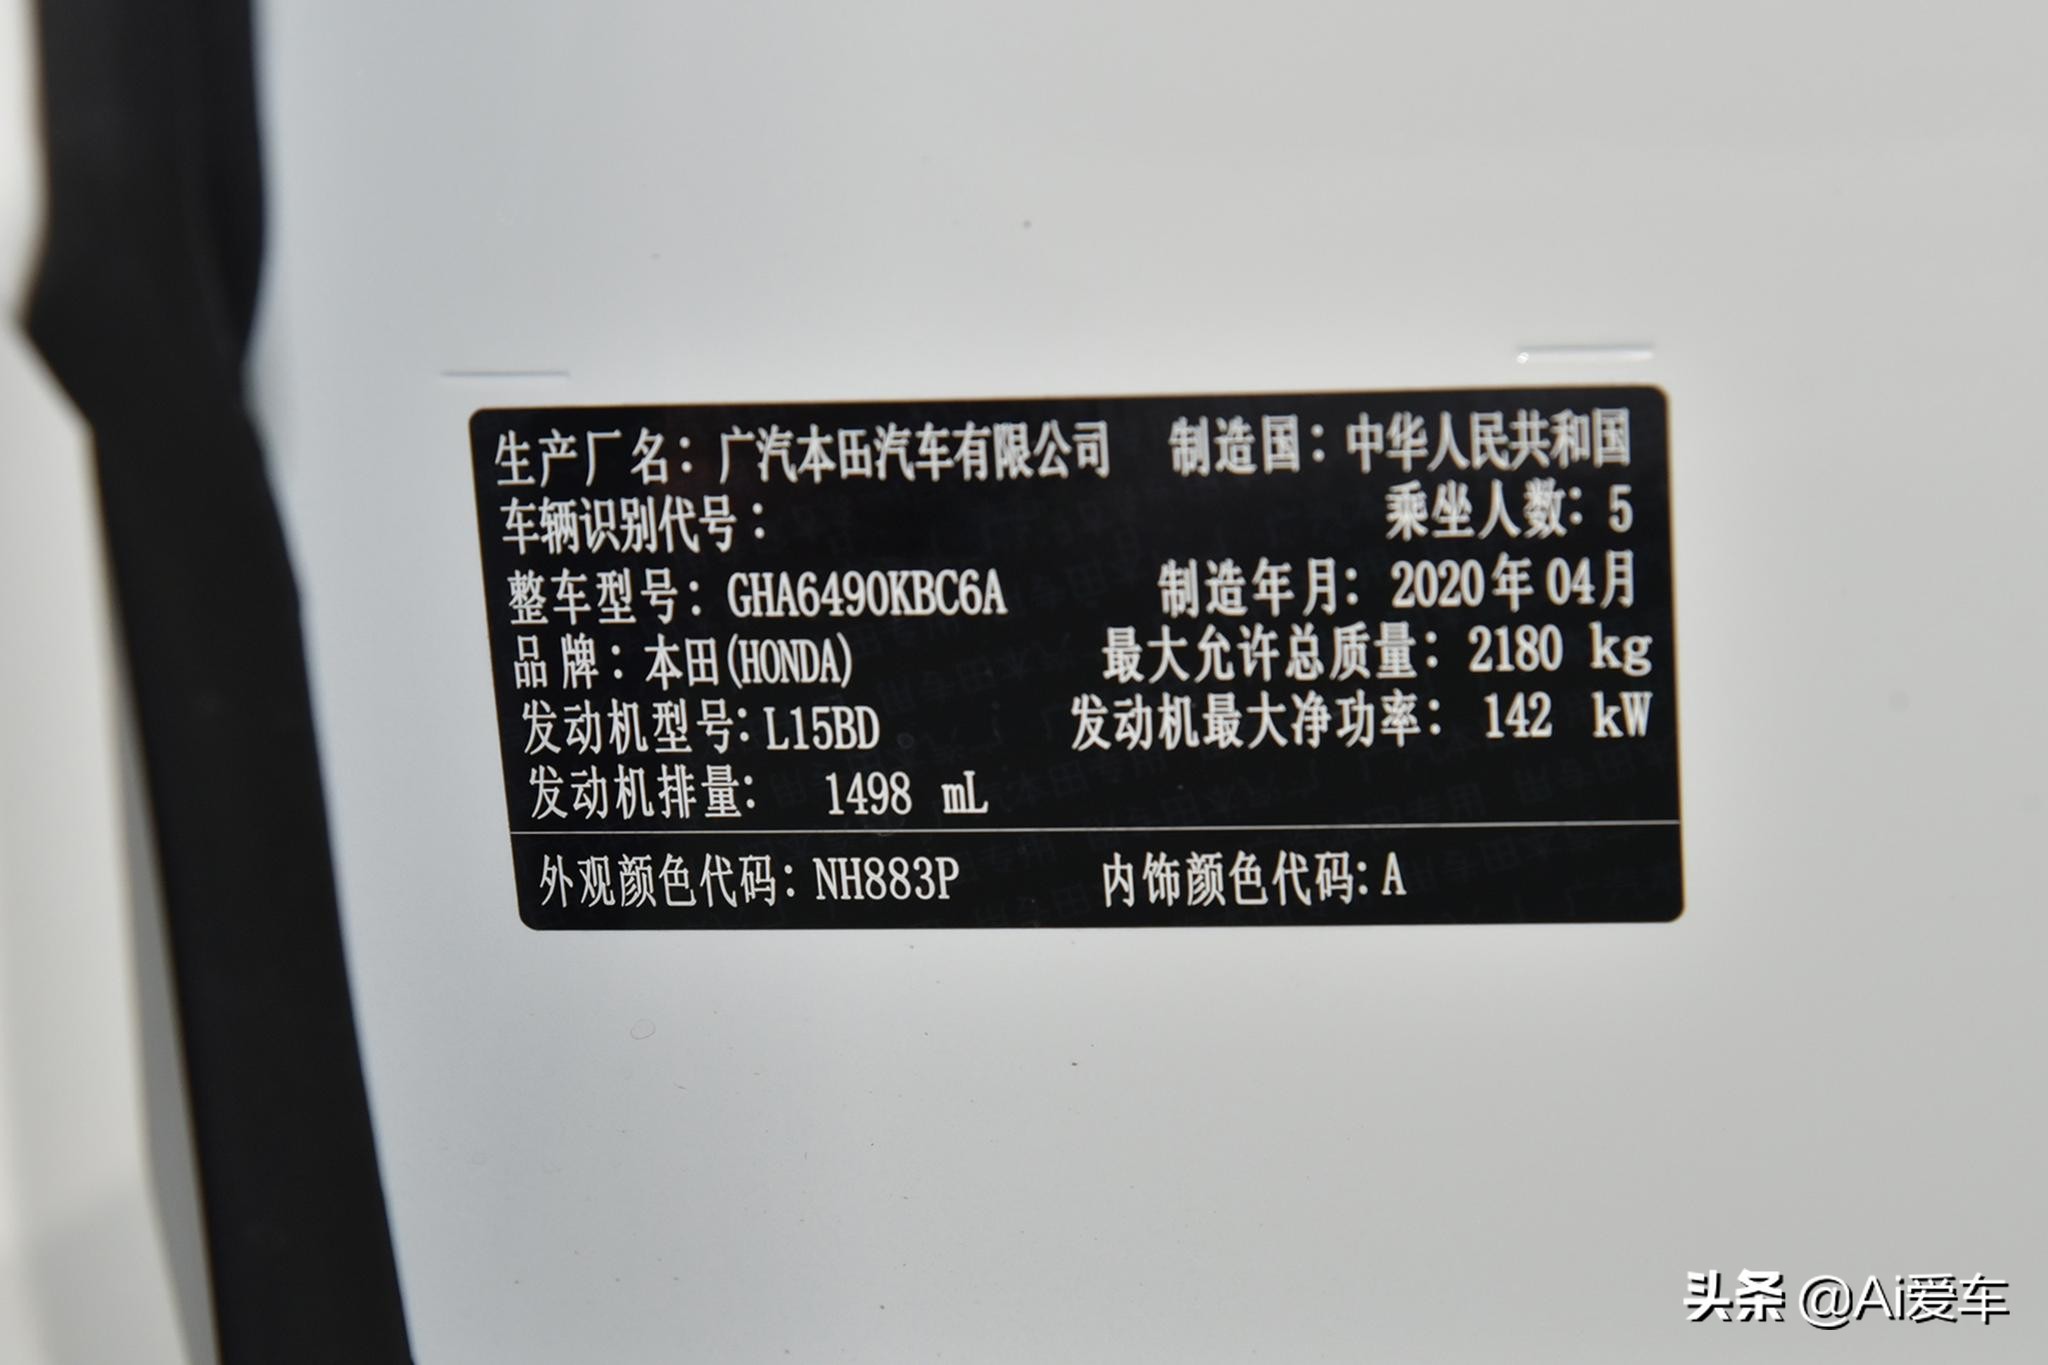 生产厂名：广汽本田汽车有限公司 制造国：中华人民共和国
车辆识别代号： 乘坐人数：5
整车型号：GHA6490KBC6A 制造年月：2020年04月
品牌：本田(HONDA) 最大允许总质量：2180 kg
发动机型号：L15BD 发动机最大净功率：142 kW
发动机排量：1498 mL
外观颜色代码：NH883P 内饰颜色代码：A
头条 @Ai爱车